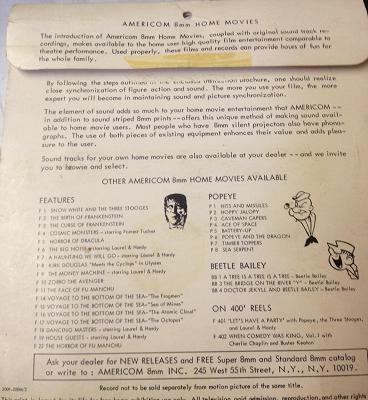 AMERICOM 8mm HOME MOVIES
The introduction of Americom 8mm Home Movies, coupled with original sound track re-
cordings, makes available to the home user high quality film entertainment comparable to
theatre performance. Used properly, these films and records can provide hours of fun for
the whole family.
By following the steps outlined in the enclosed instruction brochure, one should realize
close synchronization of figure action and sound. The more you use your film, the more
expert you will become in maintaining sound and picture synchronization.
The element of sound adds so much to your home movie entertainment that AMERICOM --
in addition to sound striped 8mm prints -- offers this unique method of making sound avail-
able to home movie users. Most people who have 8mm silent projectors also have phono-
graphs. The use of both pieces of existing equipment enhances their value and adds plea-
sure to the user.
Sound tracks for your own home movies are also available at your dealer -- and we invite
you to browse and select.
OTHER AMERICOM 8mm HOME MOVIES AVAILABLE
FEATURES
F 1 SNOW WHITE AND THE THREE STOOGES
F 2 THE BIRTH OF FRANKENSTEIN
F 3 THE CURSE OF FRANKENSTEIN
F 4 COSMIC MONSTERS - starring Forrest Tucker
F 5 HORROR OF DRACULA
F 6 THE BIG NOISE - starring Laurel & Hardy
F 7 A HAUNTING WE WILL GO - starring Laurel & Hardy
F 8 KIRK DOUGLAS "Meets the Cyclops" in Ulysses
F 9 THE MONEY MACHINE - starring Laurel & Hardy
F 10 ZORRO THE AVENGER
F 11 THE FACE OF FU MANCHU
F 14 VOYAGE TO THE BOTTOM OF THE SEA-"The Frogmen"
F 15 VOYAGE TO THE BOTTOM OF THE SEA-"Sea of Mines"
F 16 VOYAGE TO THE BOTTOM OF THE SEA-"The Atomic Cloud"
F 17 VOYAGE TO THE BOTTOM OF THE SEA-"The Octopus"
F 18 DANCING MASTERS - starring Laurel & Hardy
F 19 HOUSE GUESTS - starring Laurel & Hardy
F 22 THE HORROR OF FU MANCHU
POPEYE
P 1 HITS AND MISSILES
P 2 HOPPY JALOPY
P 3 CAVEMAN CAPERS
P 4 ACE OF SPACE
P 5 BATTERY-UP
P 6 POPEYE AND THE DRAGON
P 7 TIMBER TOPPERS
P 8 SEA SERPENT
BEETLE BAILEY
BB 1 A TREE IS A TREE IS A TREE - Beetle Bailey
BB 3 THE BRIDGE ON THE RIVER "Y" - Beetle Bailey
BB 4 DOCTOR JEKYLL AND BEETLE BAILEY - Beetle Bailey
ON 400' REELS
F 401 "LET'S HAVE A PARTY" with Popeye, the Three Stooges,
and Laurel & Hardy
F 402 WHEN COMEDY WAS KING, Vol. 1 with
Charlie Chaplin and Buster Keaton
Ask your dealer for NEW RELEASES and FREE Super 8mm and Standard 8mm catalog
or write to: AMERICOM 8mm INC. 245 West 55th Street, N.Y., N.Y. 10019.
Record not to be sold separately from motion picture of the same title.